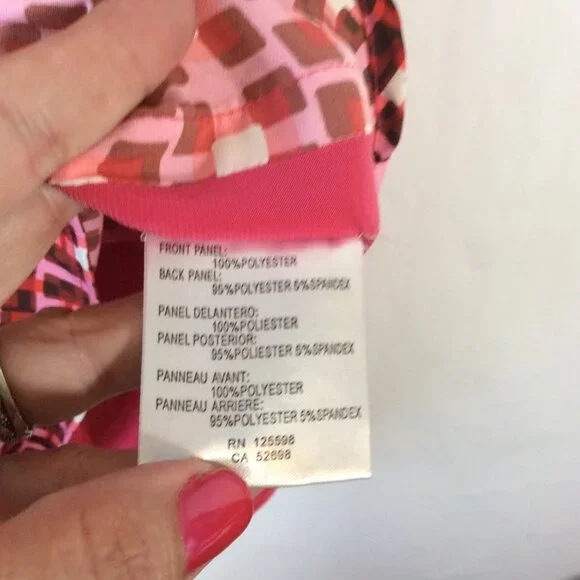 FRONT PANEL:
100%POLYESTER
BACK PANEL:
95%POLYESTER 5%SPANDEX
PANEL DELANTERO:
100%POLIESTER
PANEL POSTERIOR:
95%POLIESTER 5%SPANDEX
PANNEAU AVANT:
100%POLYESTER
PANNEAU ARRIERE:
95%POLYESTER 5%SPANDEX
RN 125598
CA 52698